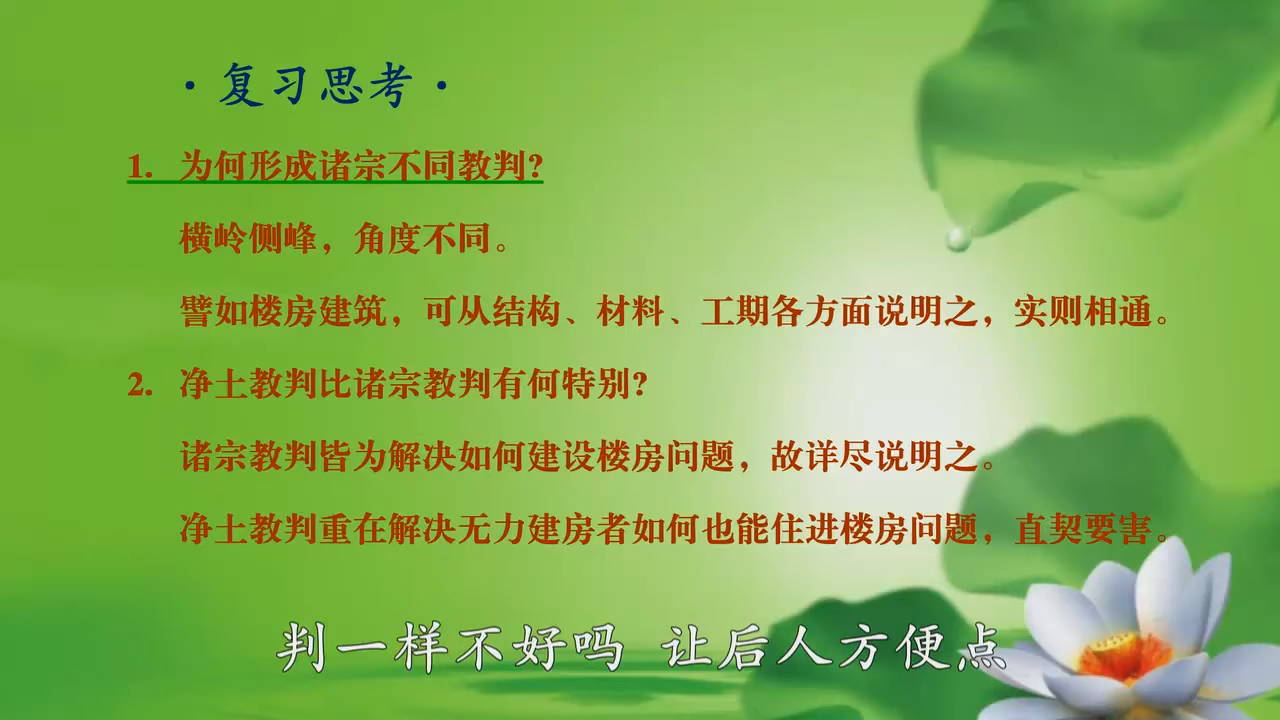 ·复习思考·
1. 为何形成诸宗不同教判?
横岭侧峰，角度不同。
譬如楼房建筑，可从结构、材料、工期各方面说明之，实则相通。
2. 净土教判比诸宗教判有何特别?
诸宗教判皆为解决如何建设楼房问题，故详尽说明之。
净土教判重在解决无力建房者如何也能住进楼房问题，直契要害。
判一样不好吗 让后人方便点